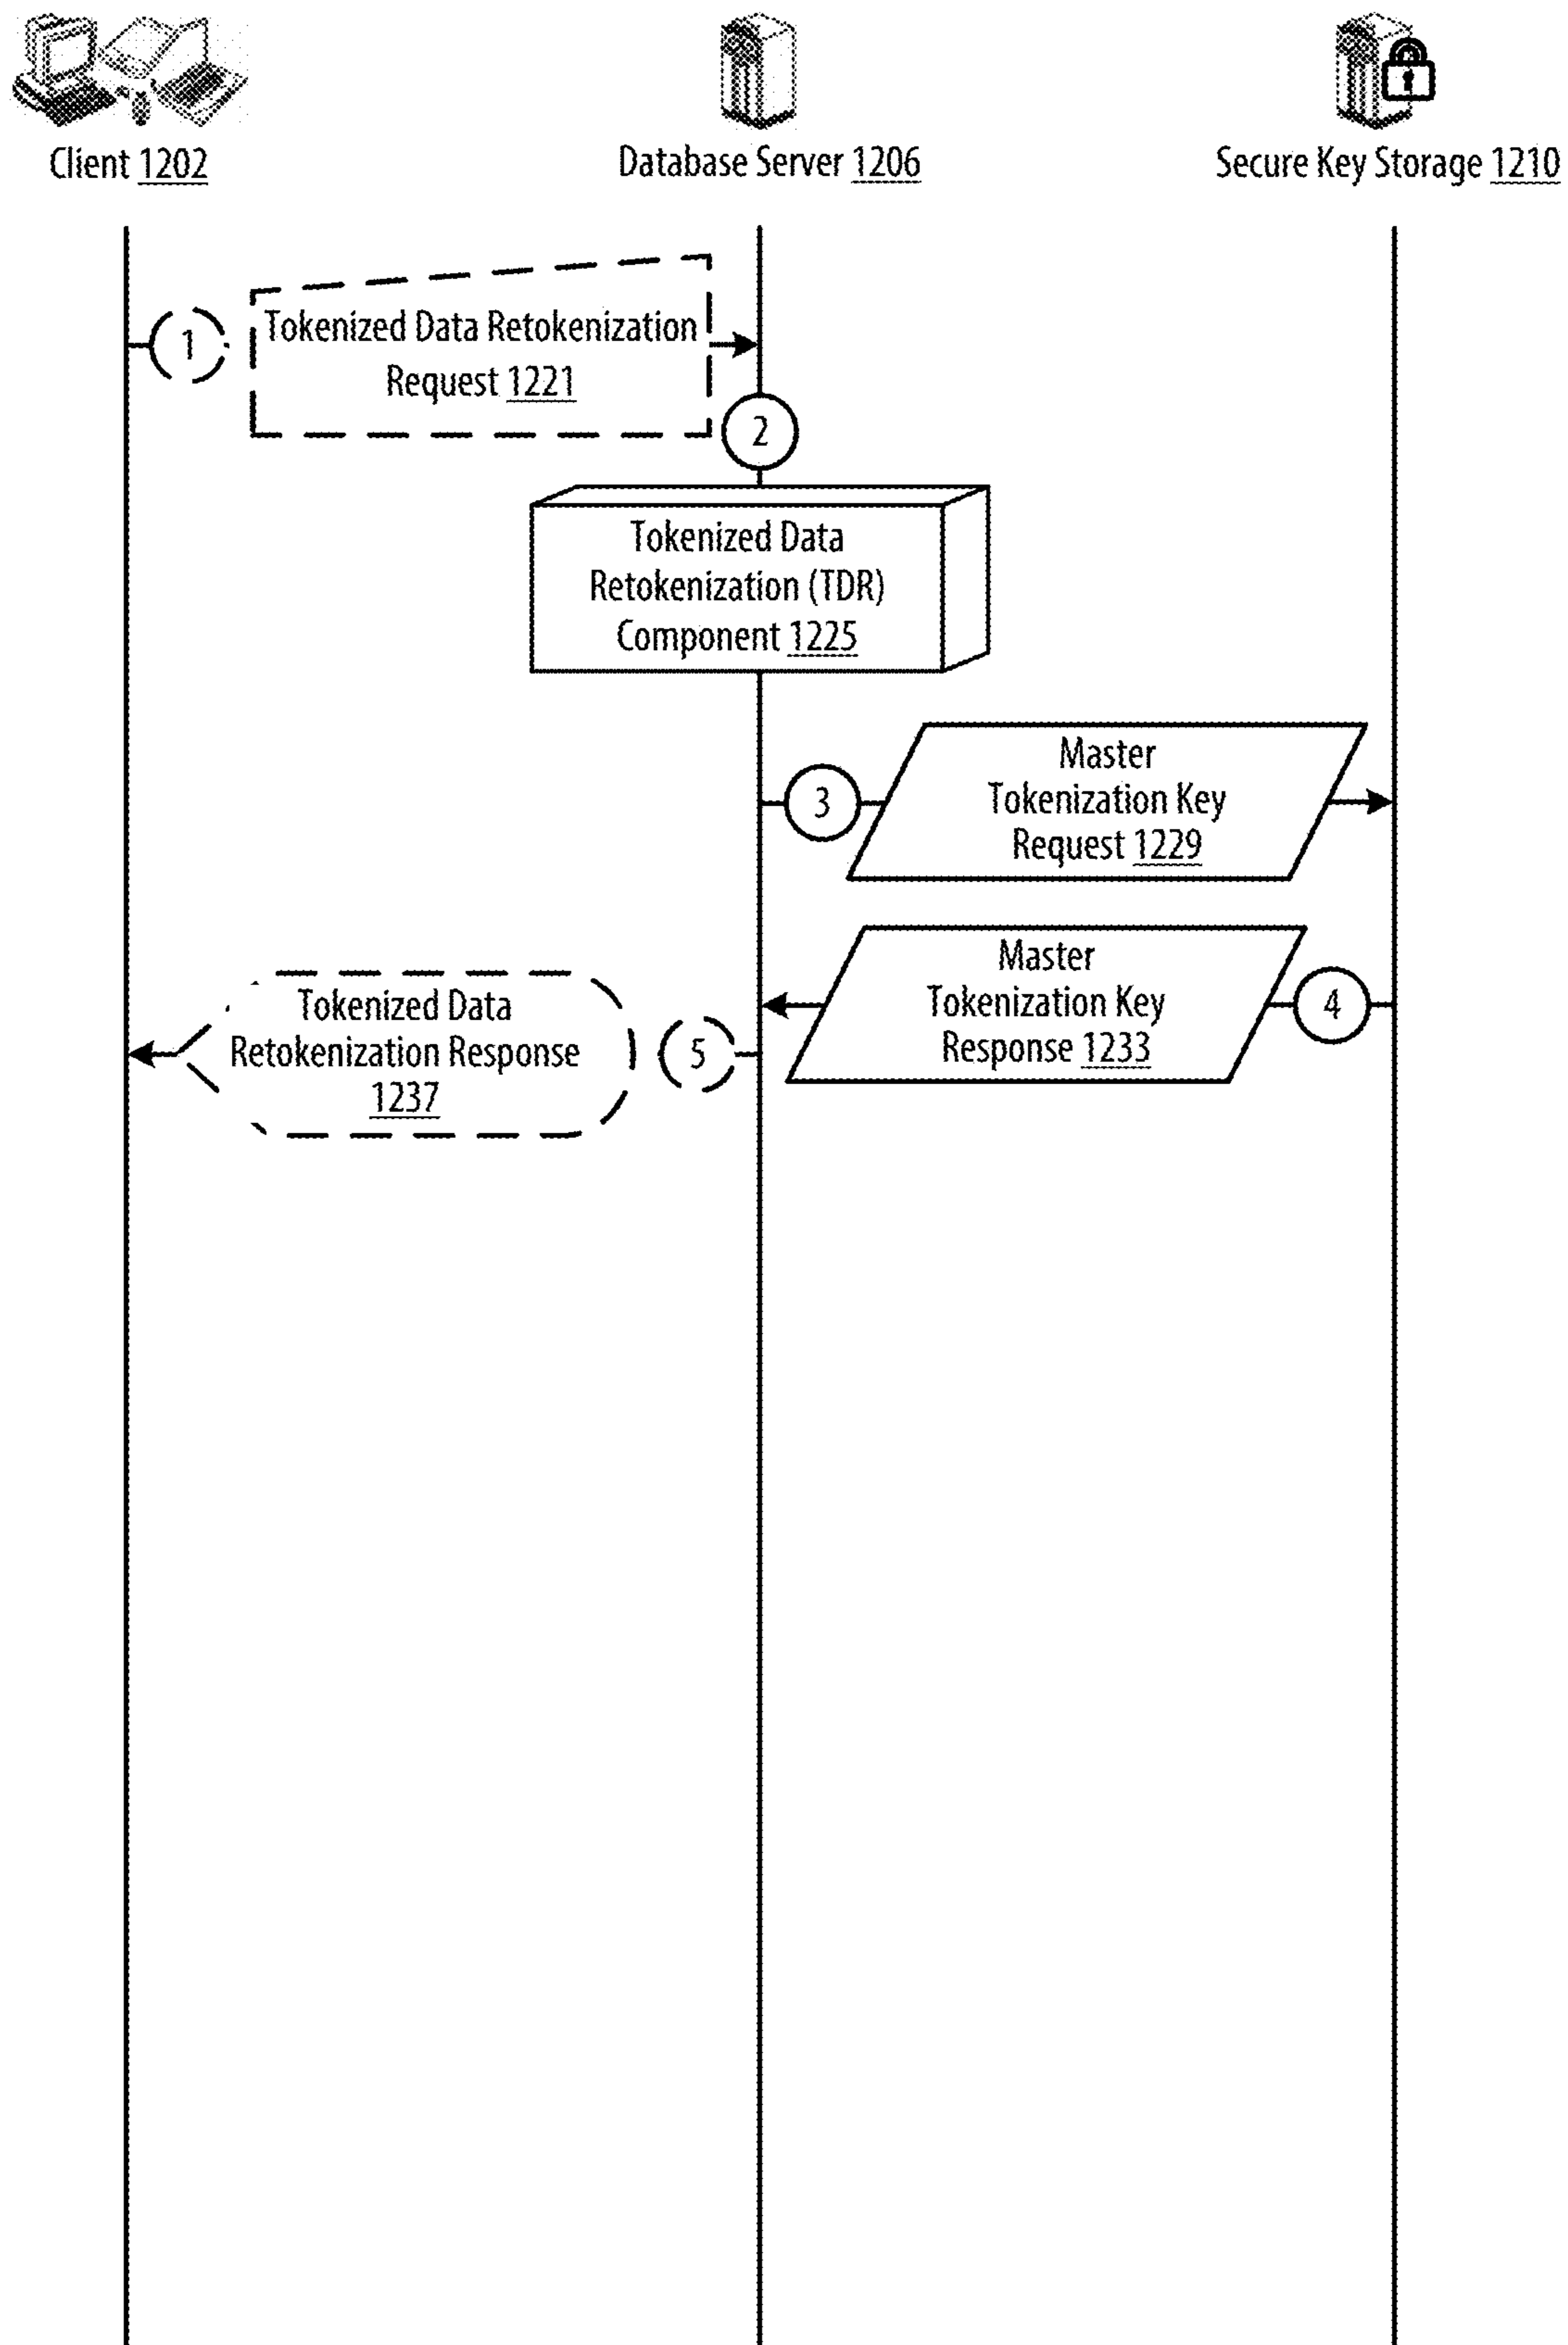 Client 1202
Database Server 1206
Secure Key Storage 1210
1
Tokenized Data Retokenization
Request 1221
2
Tokenized Data
Retokenization (TDR)
Component 1225
3
Master
Tokenization Key
Request 1229
Master
Tokenization Key
Response 1233
4
Tokenized Data
Retokenization Response
1237
5